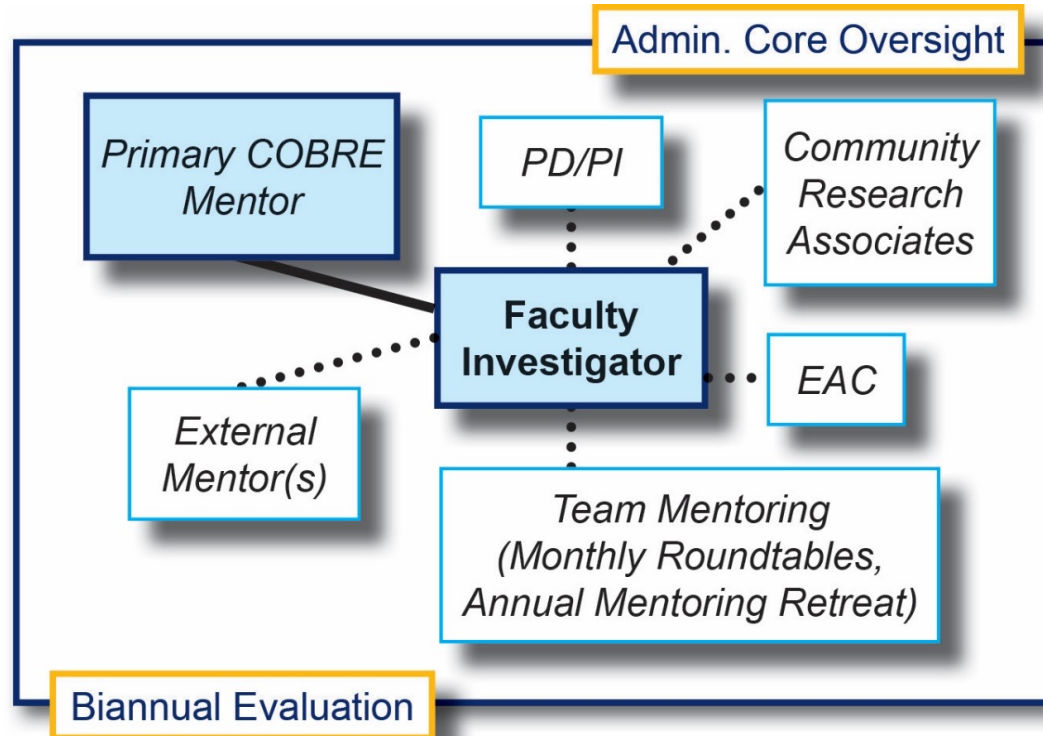 Admin. Core Oversight
Primary COBRE
Mentor
PD/PI
Community
Research
Associates
Faculty
Investigator
EAC
External
Mentor(s)
Team Mentoring
(Monthly Roundtables,
Annual Mentoring Retreat)
Biannual Evaluation